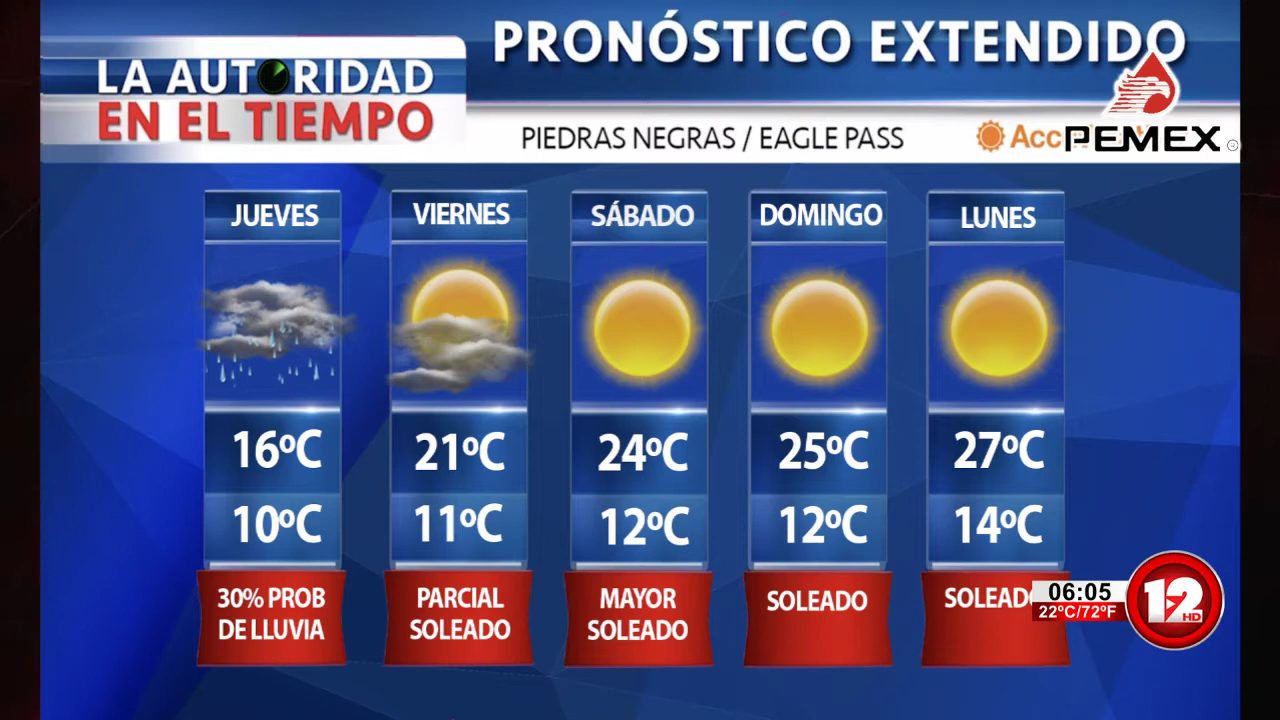 PRONÓSTICO EXTENDIDO
LA AUTORIDAD
EN EL TIEMPO
PIEDRAS NEGRAS / EAGLE PASS
PEMEX
JUEVES VIERNES SÁBADO DOMINGO LUNES
16ºC 21ºC 24ºC 25ºC 27ºC
10ºC 11ºC 12ºC 12ºC 14ºC
30% PROB
DE LLUVIA
PARCIAL
SOLEADO
MAYOR
SOLEADO
SOLEADO
06:05
22ºC/72ºF
12
HD